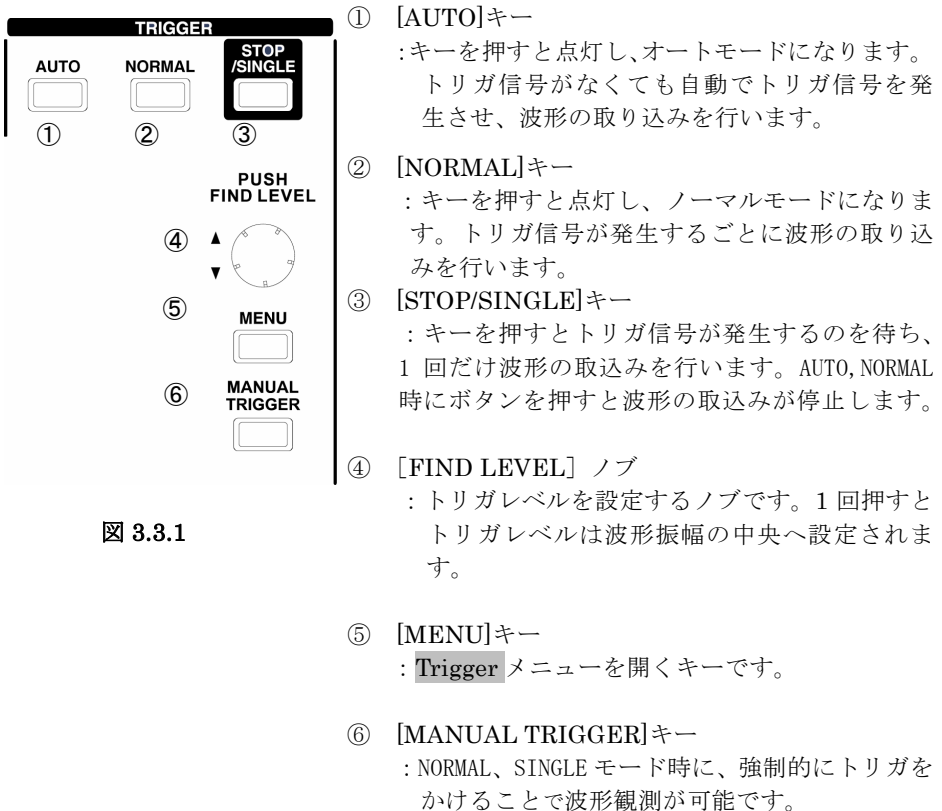 TRIGGER
AUTO
NORMAL
STOP
/SINGLE
①
②
③
PUSH
FIND LEVEL
④
▲
▼
⑤
MENU
⑥
MANUAL
TRIGGER
図 3.3.1
① [AUTO]キー
:キーを押すと点灯し、オートモードになります。
トリガ信号がなくても自動でトリガ信号を発
生させ、波形の取り込みを行います。
② [NORMAL]キー
:キーを押すと点灯し、ノーマルモードになりま
す。トリガ信号が発生するごとに波形の取り込
みを行います。
③ [STOP/SINGLE]キー
:キーを押すとトリガ信号が発生するのを待ち、
1 回だけ波形の取込みを行います。AUTO,NORMAL
時にボタンを押すと波形の取込みが停止します。
④ [FIND LEVEL] ノブ
:トリガレベルを設定するノブです。1 回押すと
トリガレベルは波形振幅の中央へ設定されま
す。
⑤ [MENU]キー
:Trigger メニューを開くキーです。
⑥ [MANUAL TRIGGER]キー
:NORMAL、SINGLE モード時に、強制的にトリガを
かけることで波形観測が可能です。